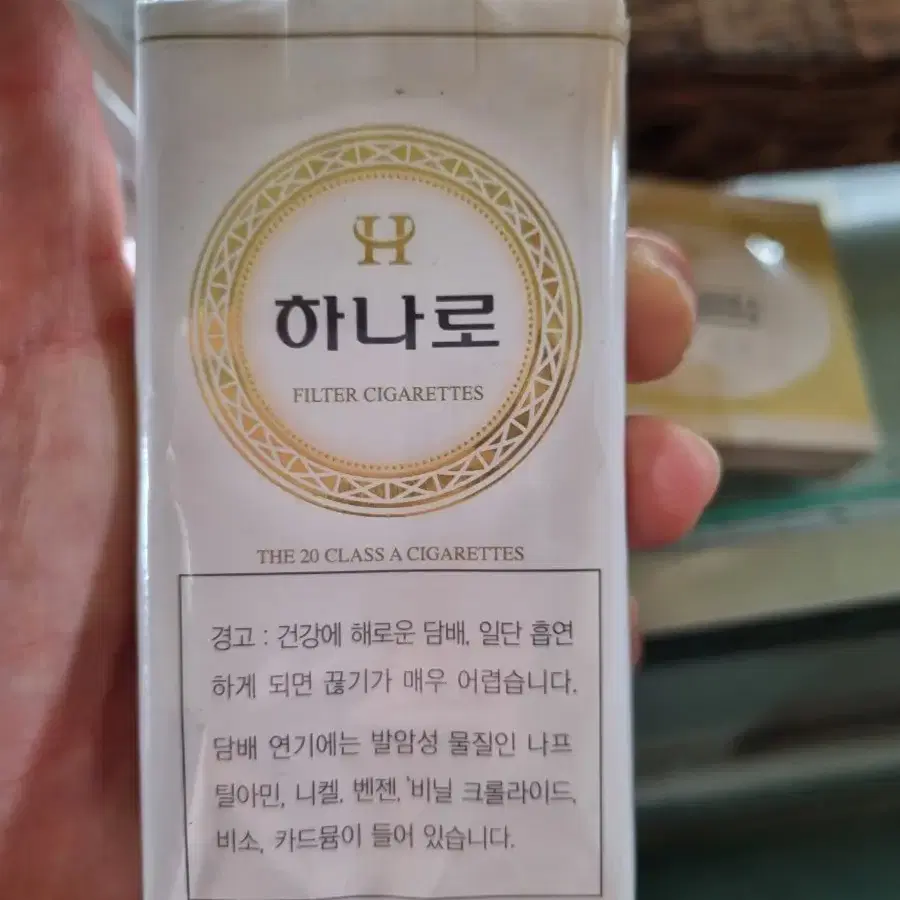 H
하나로
FILTER CIGARETTES
THE 20 CLASS A CIGARETTES
경고 : 건강에 해로운 담배, 일단 흡연
하게 되면 끊기가 매우 어렵습니다.
담배 연기에는 발암성 물질인 나프
틸아민, 니켈, 벤젠, 비닐 크롤라이드,
비소, 카드뮴이 들어 있습니다.